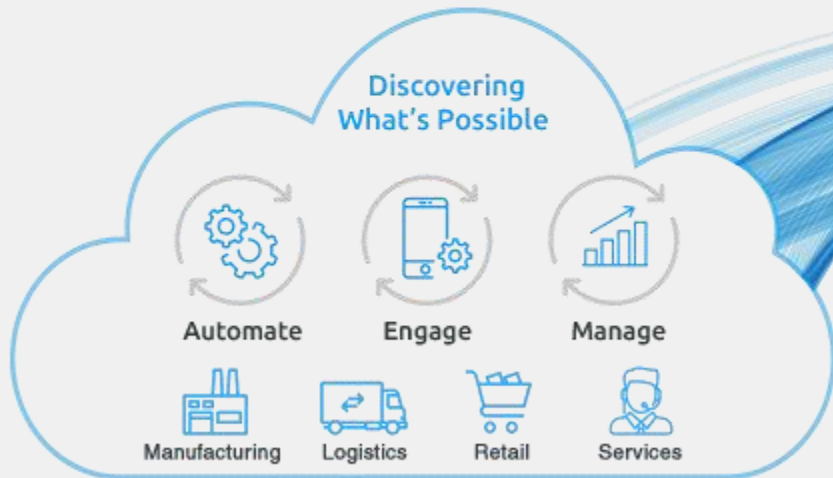 Discovering
What's Possible
Automate Engage Manage
Manufacturing Logistics Retail Services